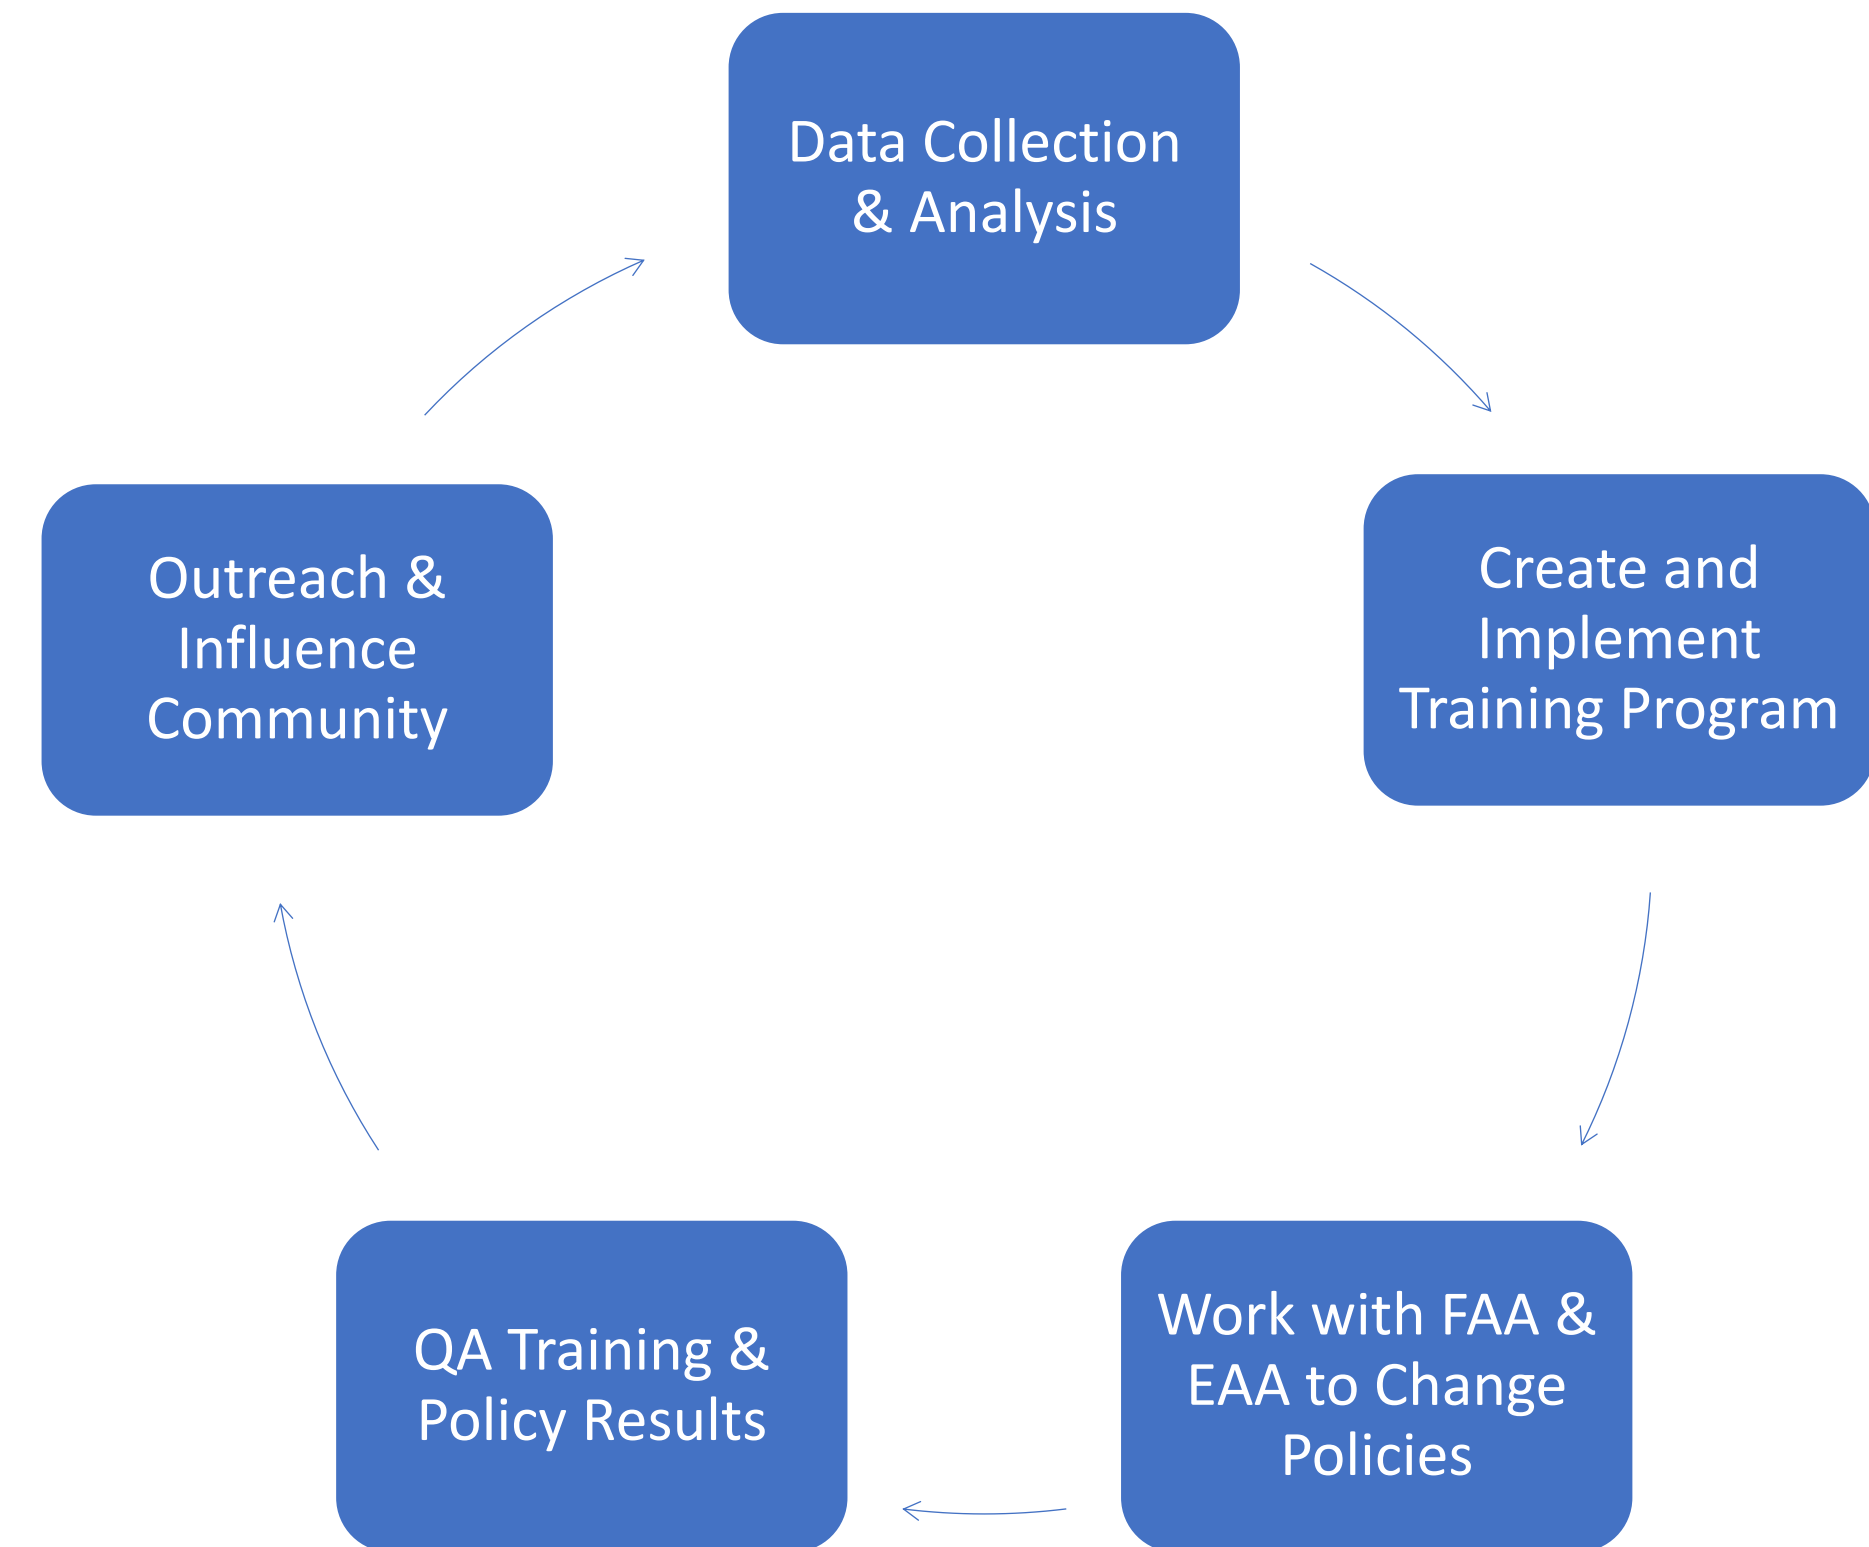 Data Collection
& Analysis
Create and
Implement
Training Program
Work with FAA &
EAA to Change
Policies
QA Training &
Policy Results
Outreach &
Influence
Community